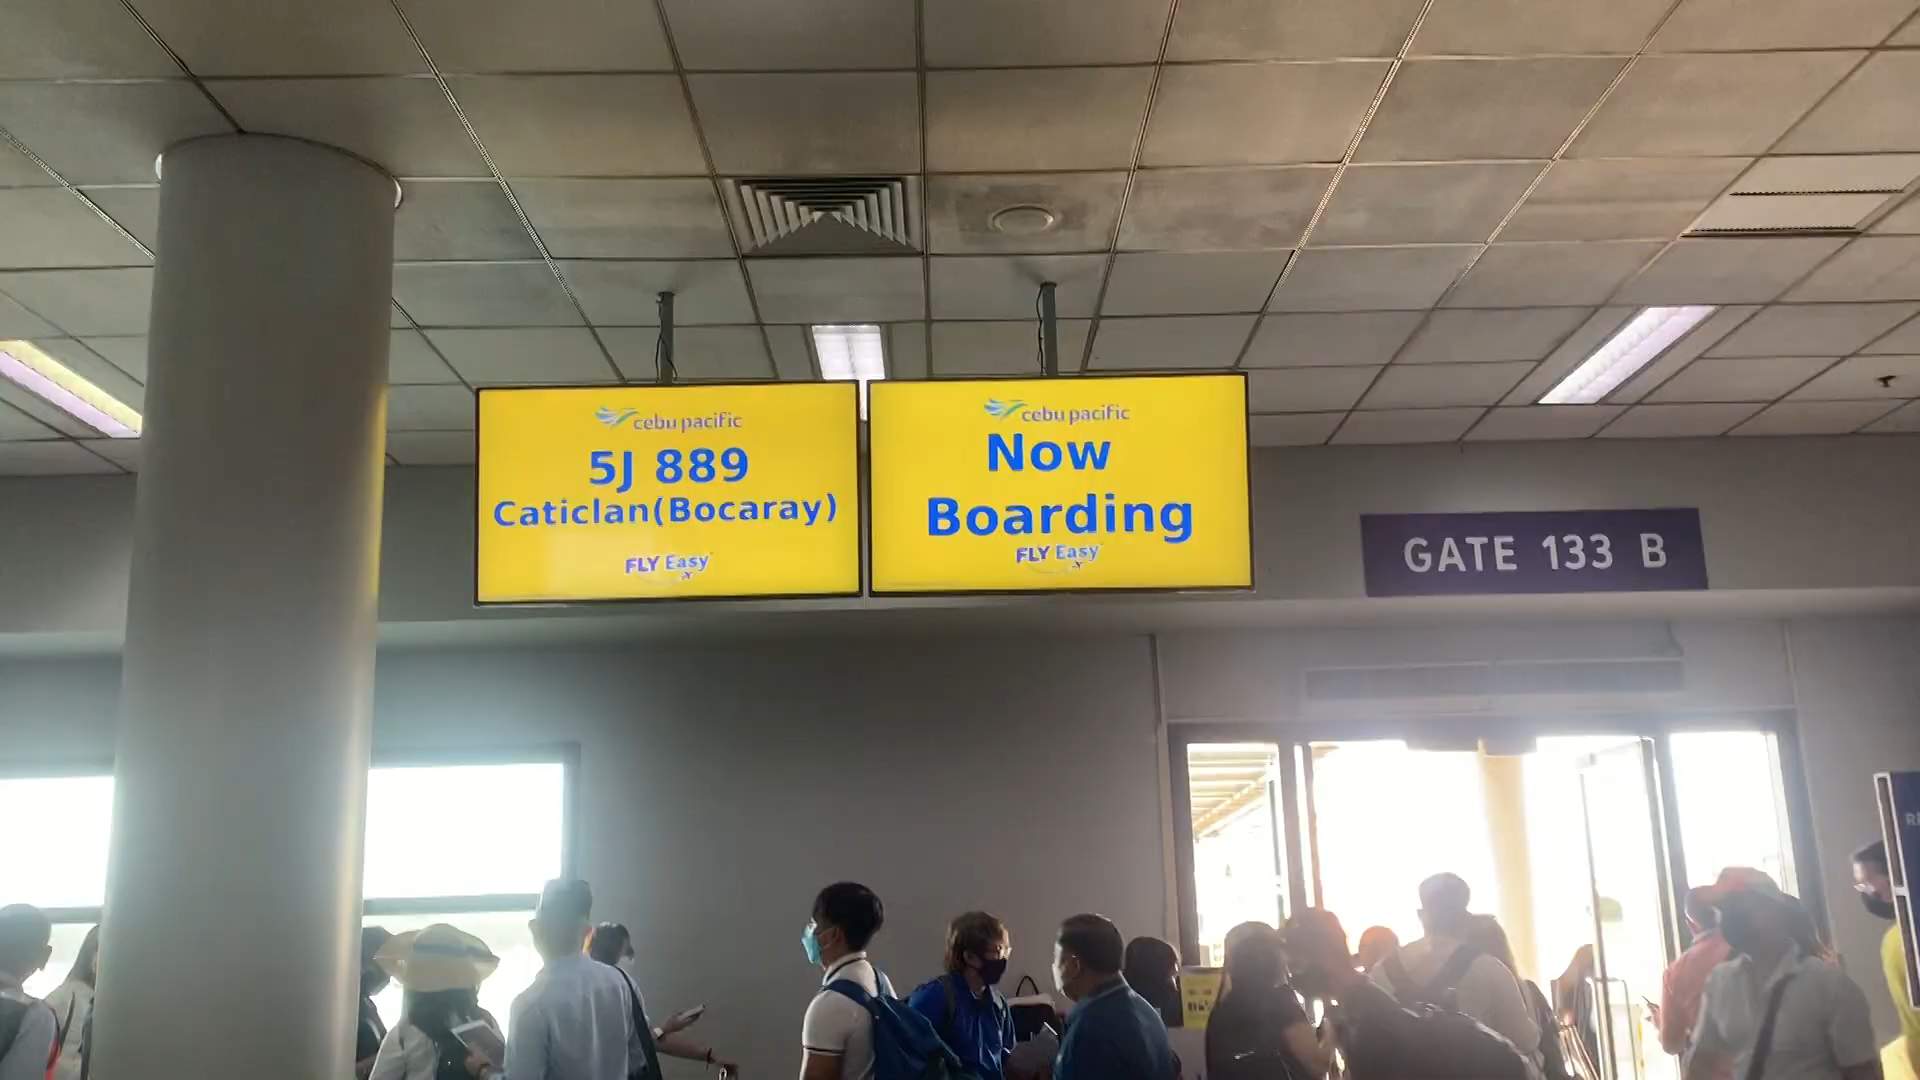 cebu pacific
5J 889
Caticlan(Bocaray)
FLY Easy
cebu pacific
Now
Boarding
FLY Easy
GATE 133 B